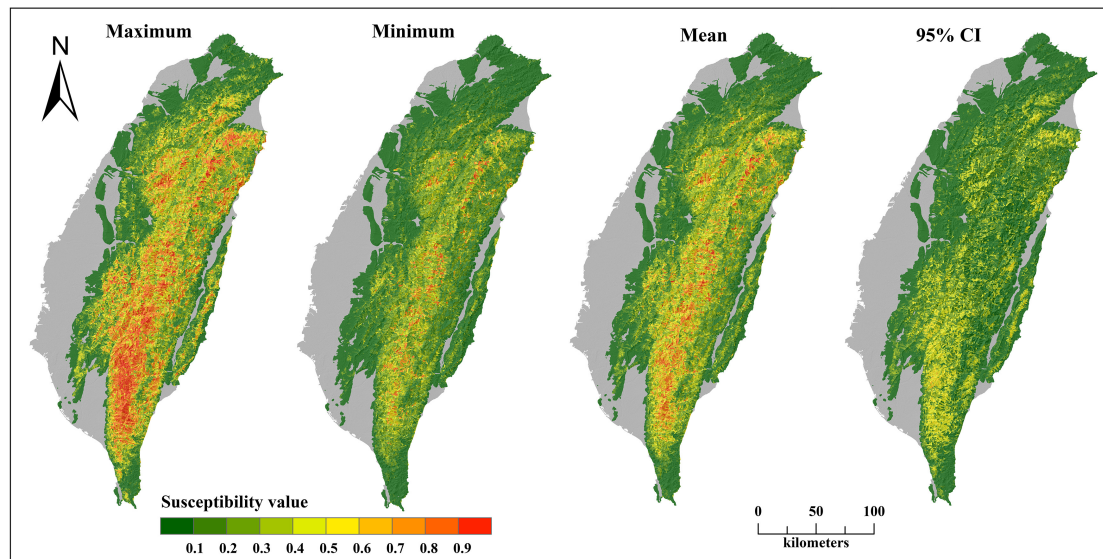 Maximum
Minimum
Mean
95% CI
N
Susceptibility value
0.1 0.2 0.3 0.4 0.5 0.6 0.7 0.8 0.9
0 50 100
kilometers